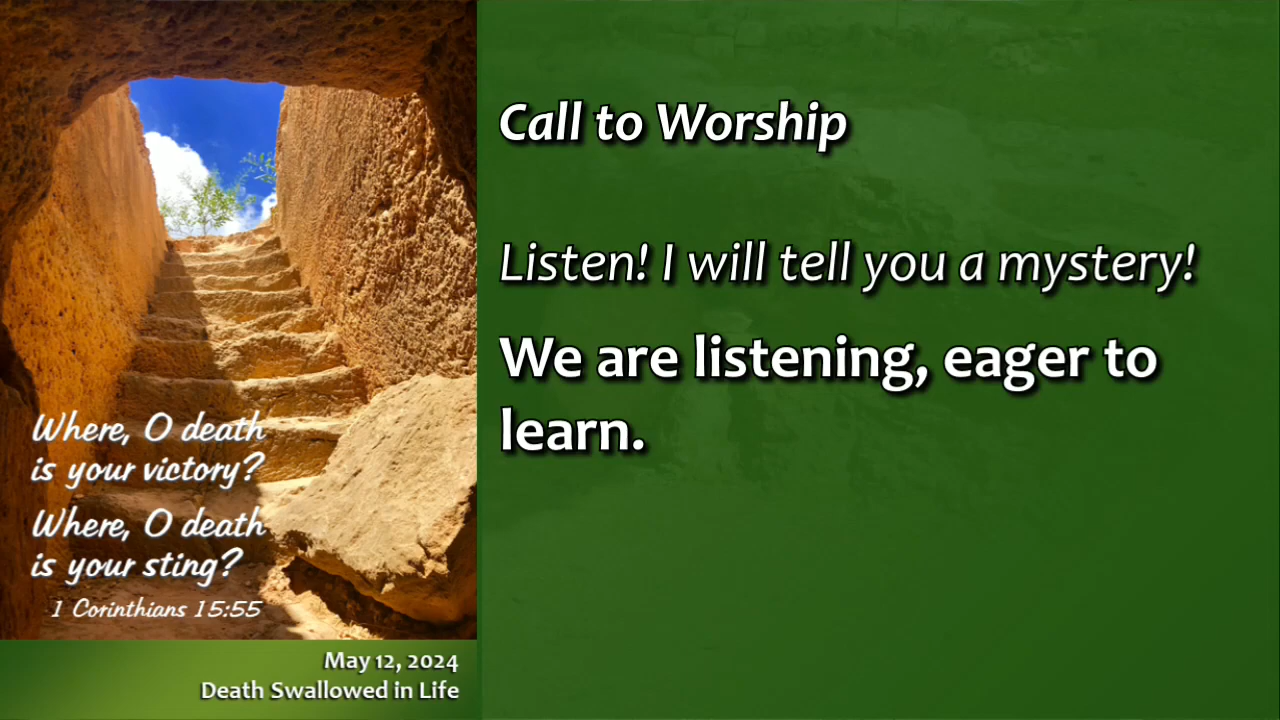 Call to Worship
Listen! I will tell you a mystery!
We are listening, eager to
learn.
Where, O death
is your victory?
Where, O death
is your sting?
1 Corinthians 15:55
May 12, 2024
Death Swallowed in Life